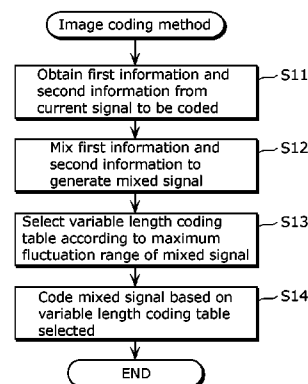 Image coding method
Obtain first information and
second information from
current signal to be coded
S11
Mix first information and
second information to
generate mixed signal
S12
Select variable length coding
table according to maximum
fluctuation range of mixed signal
S13
Code mixed signal based on
variable length coding table
selected
S14
END